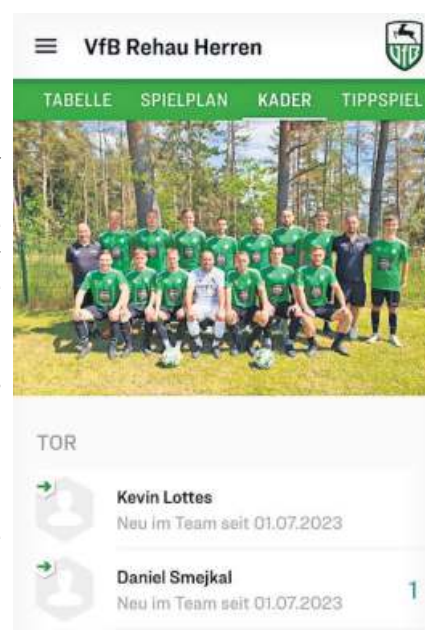 VfB Rehau Herren
VfB
TABELLE SPIELPLAN KADER TIPPSPIEL
TOR
Kevin Lottes
Neu im Team seit 01.07.2023
Daniel Smejkal
1
Neu im Team seit 01.07.2023